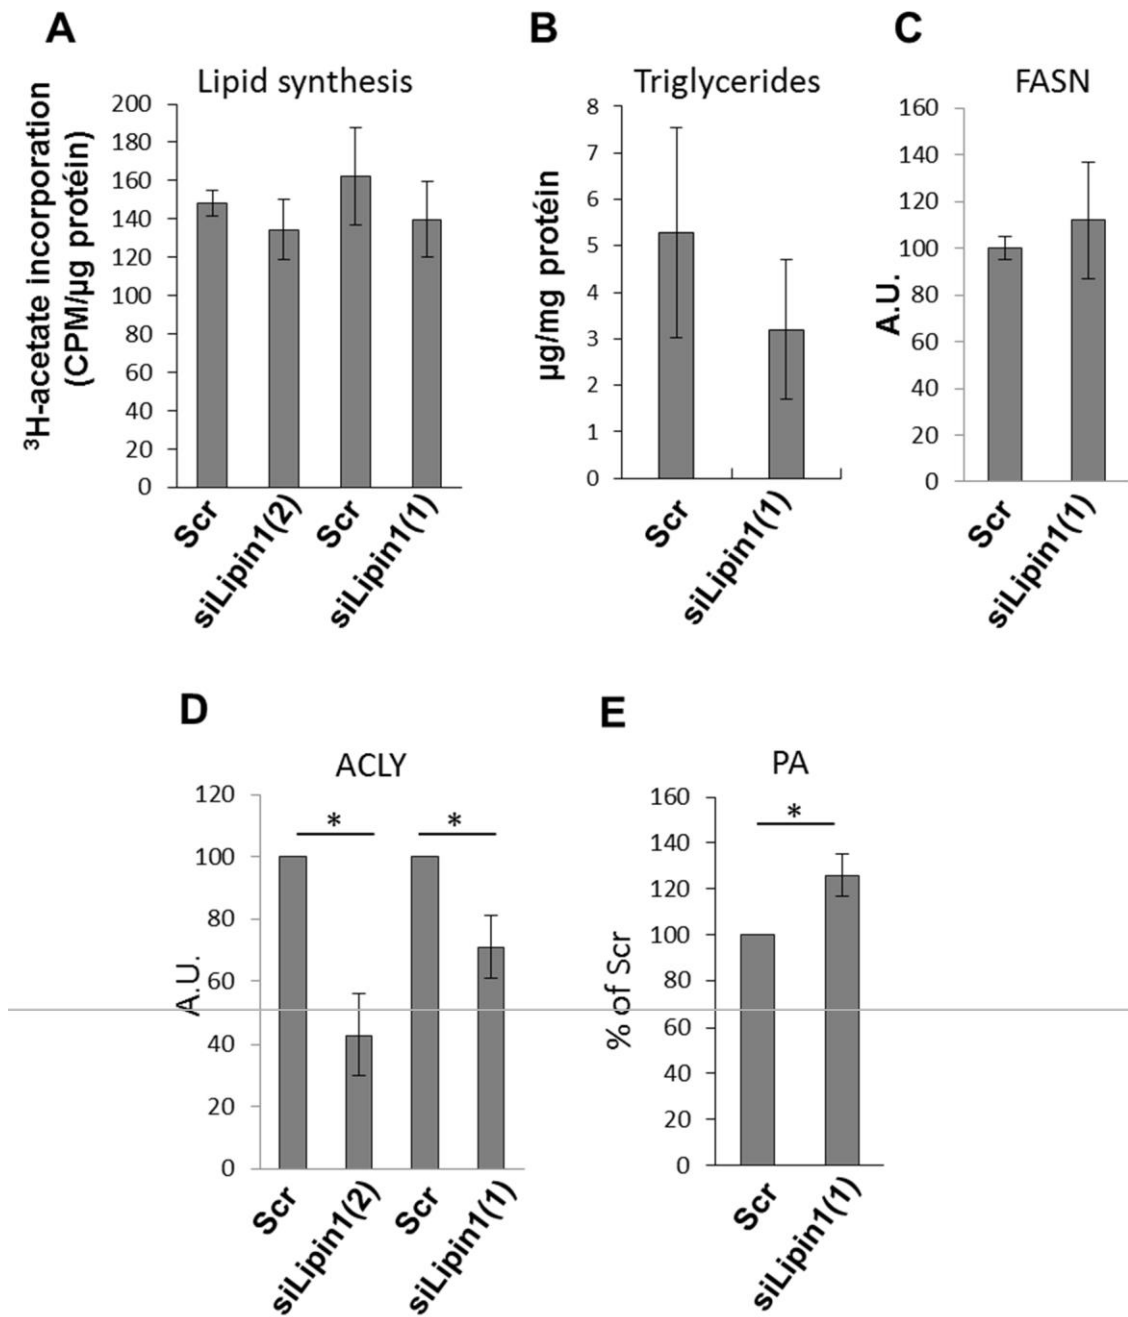 A
Lipid synthesis
³H-acetate incorporation
(CPM/µg protéin)
200
180
160
140
120
100
80
60
40
20
0
Scr
siLipin1(2)
Scr
siLipin1(1)
B
Triglycerides
µg/mg protéin
8
7
6
5
4
3
2
1
0
Scr
siLipin1(1)
C
FASN
A.U.
160
140
120
100
80
60
40
20
0
Scr
siLipin1(1)
D
ACLY
A.U.
120
100
80
60
40
20
0
*
*
Scr
siLipin1(2)
Scr
siLipin1(1)
E
PA
% of Scr
160
140
120
100
80
60
40
20
0
*
Scr
siLipin1(1)